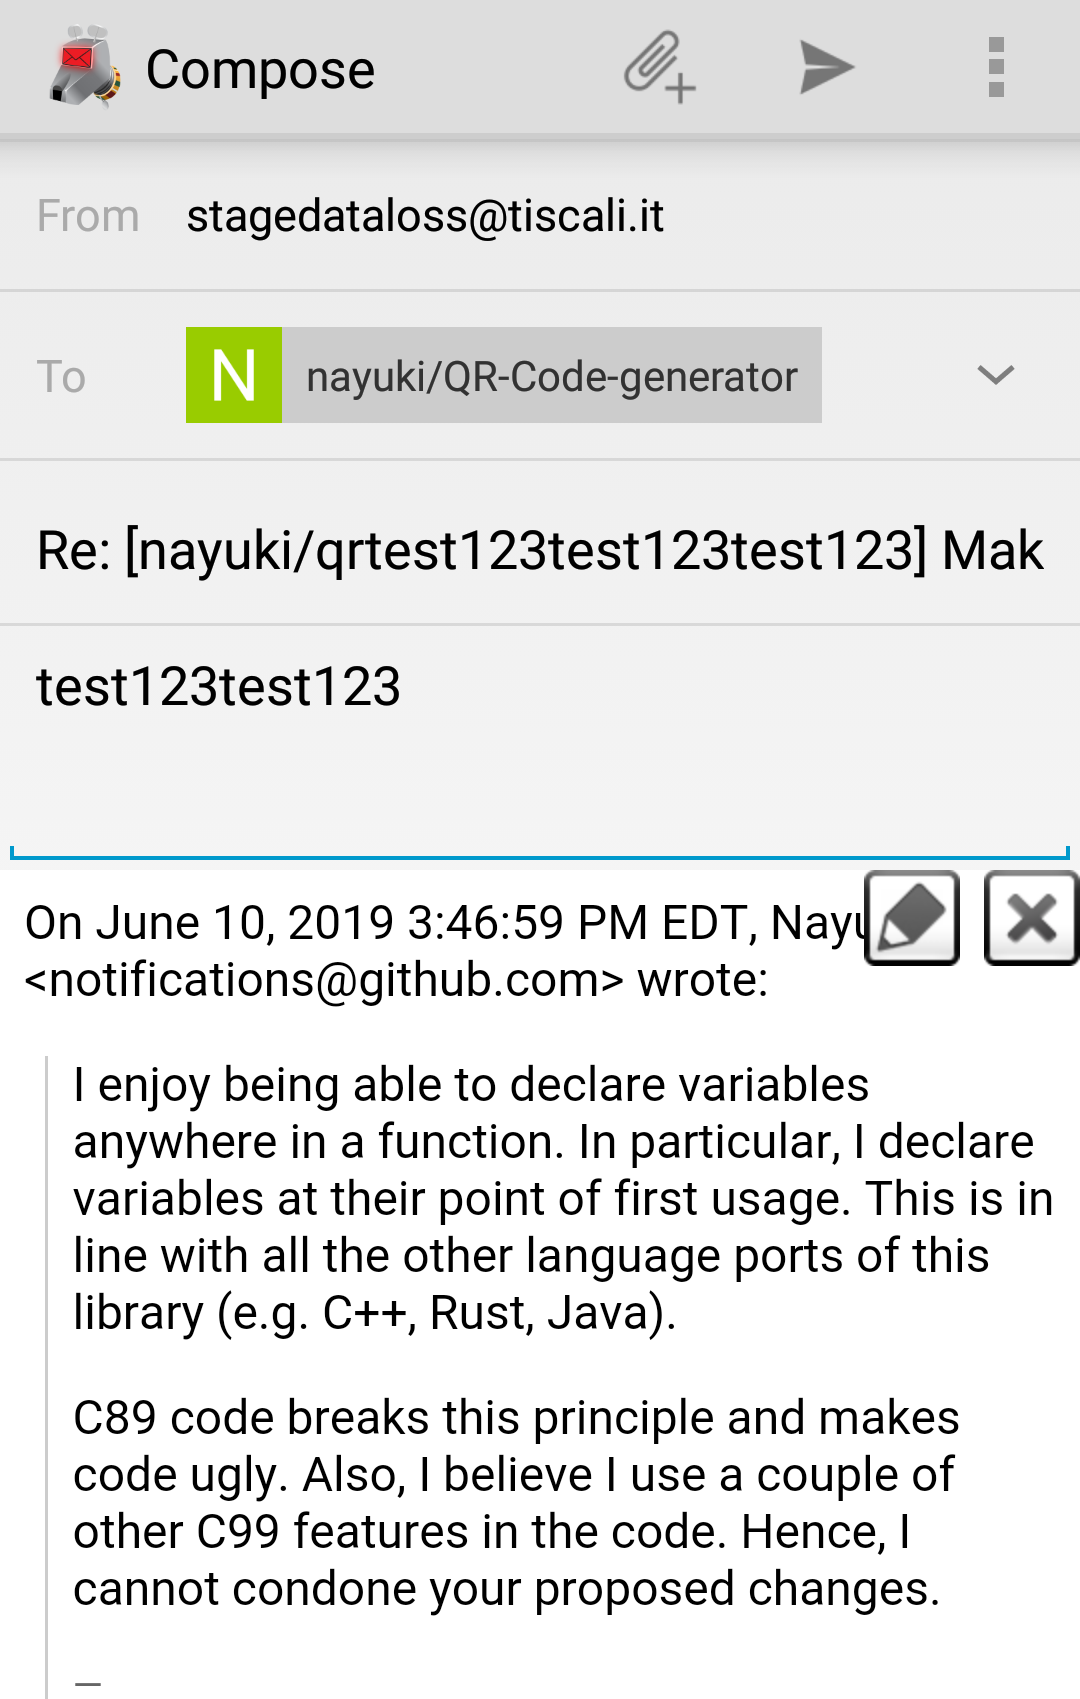 Compose
From stagedataloss@tiscali.it
To N nayuki/QR-Code-generator
Re: [nayuki/qrtest123test123test123] Mak
test123test123
On June 10, 2019 3:46:59 PM EDT, Nayu
<notifications@github.com> wrote:
I enjoy being able to declare variables
anywhere in a function. In particular, I declare
variables at their point of first usage. This is in
line with all the other language ports of this
library (e.g. C++, Rust, Java).
C89 code breaks this principle and makes
code ugly. Also, I believe I use a couple of
other C99 features in the code. Hence, I
cannot condone your proposed changes.
—